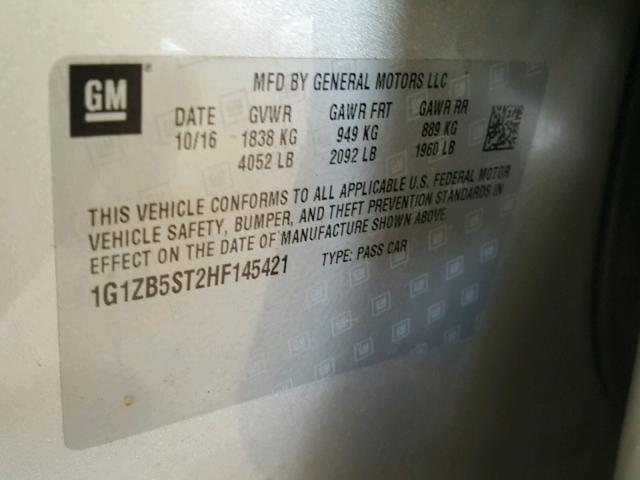 GM
MFD BY GENERAL MOTORS LLC
DATE GVWR GAWR FRT GAWR RR
10/16 1838 KG 949 KG 889 KG
4052 LB 2092 LB 1960 LB
THIS VEHICLE CONFORMS TO ALL APPLICABLE U.S. FEDERAL MOTOR
VEHICLE SAFETY, BUMPER, AND THEFT PREVENTION STANDARDS IN
EFFECT ON THE DATE OF MANUFACTURE SHOWN ABOVE.
1G1ZB5ST2HF145421 TYPE: PASS CAR